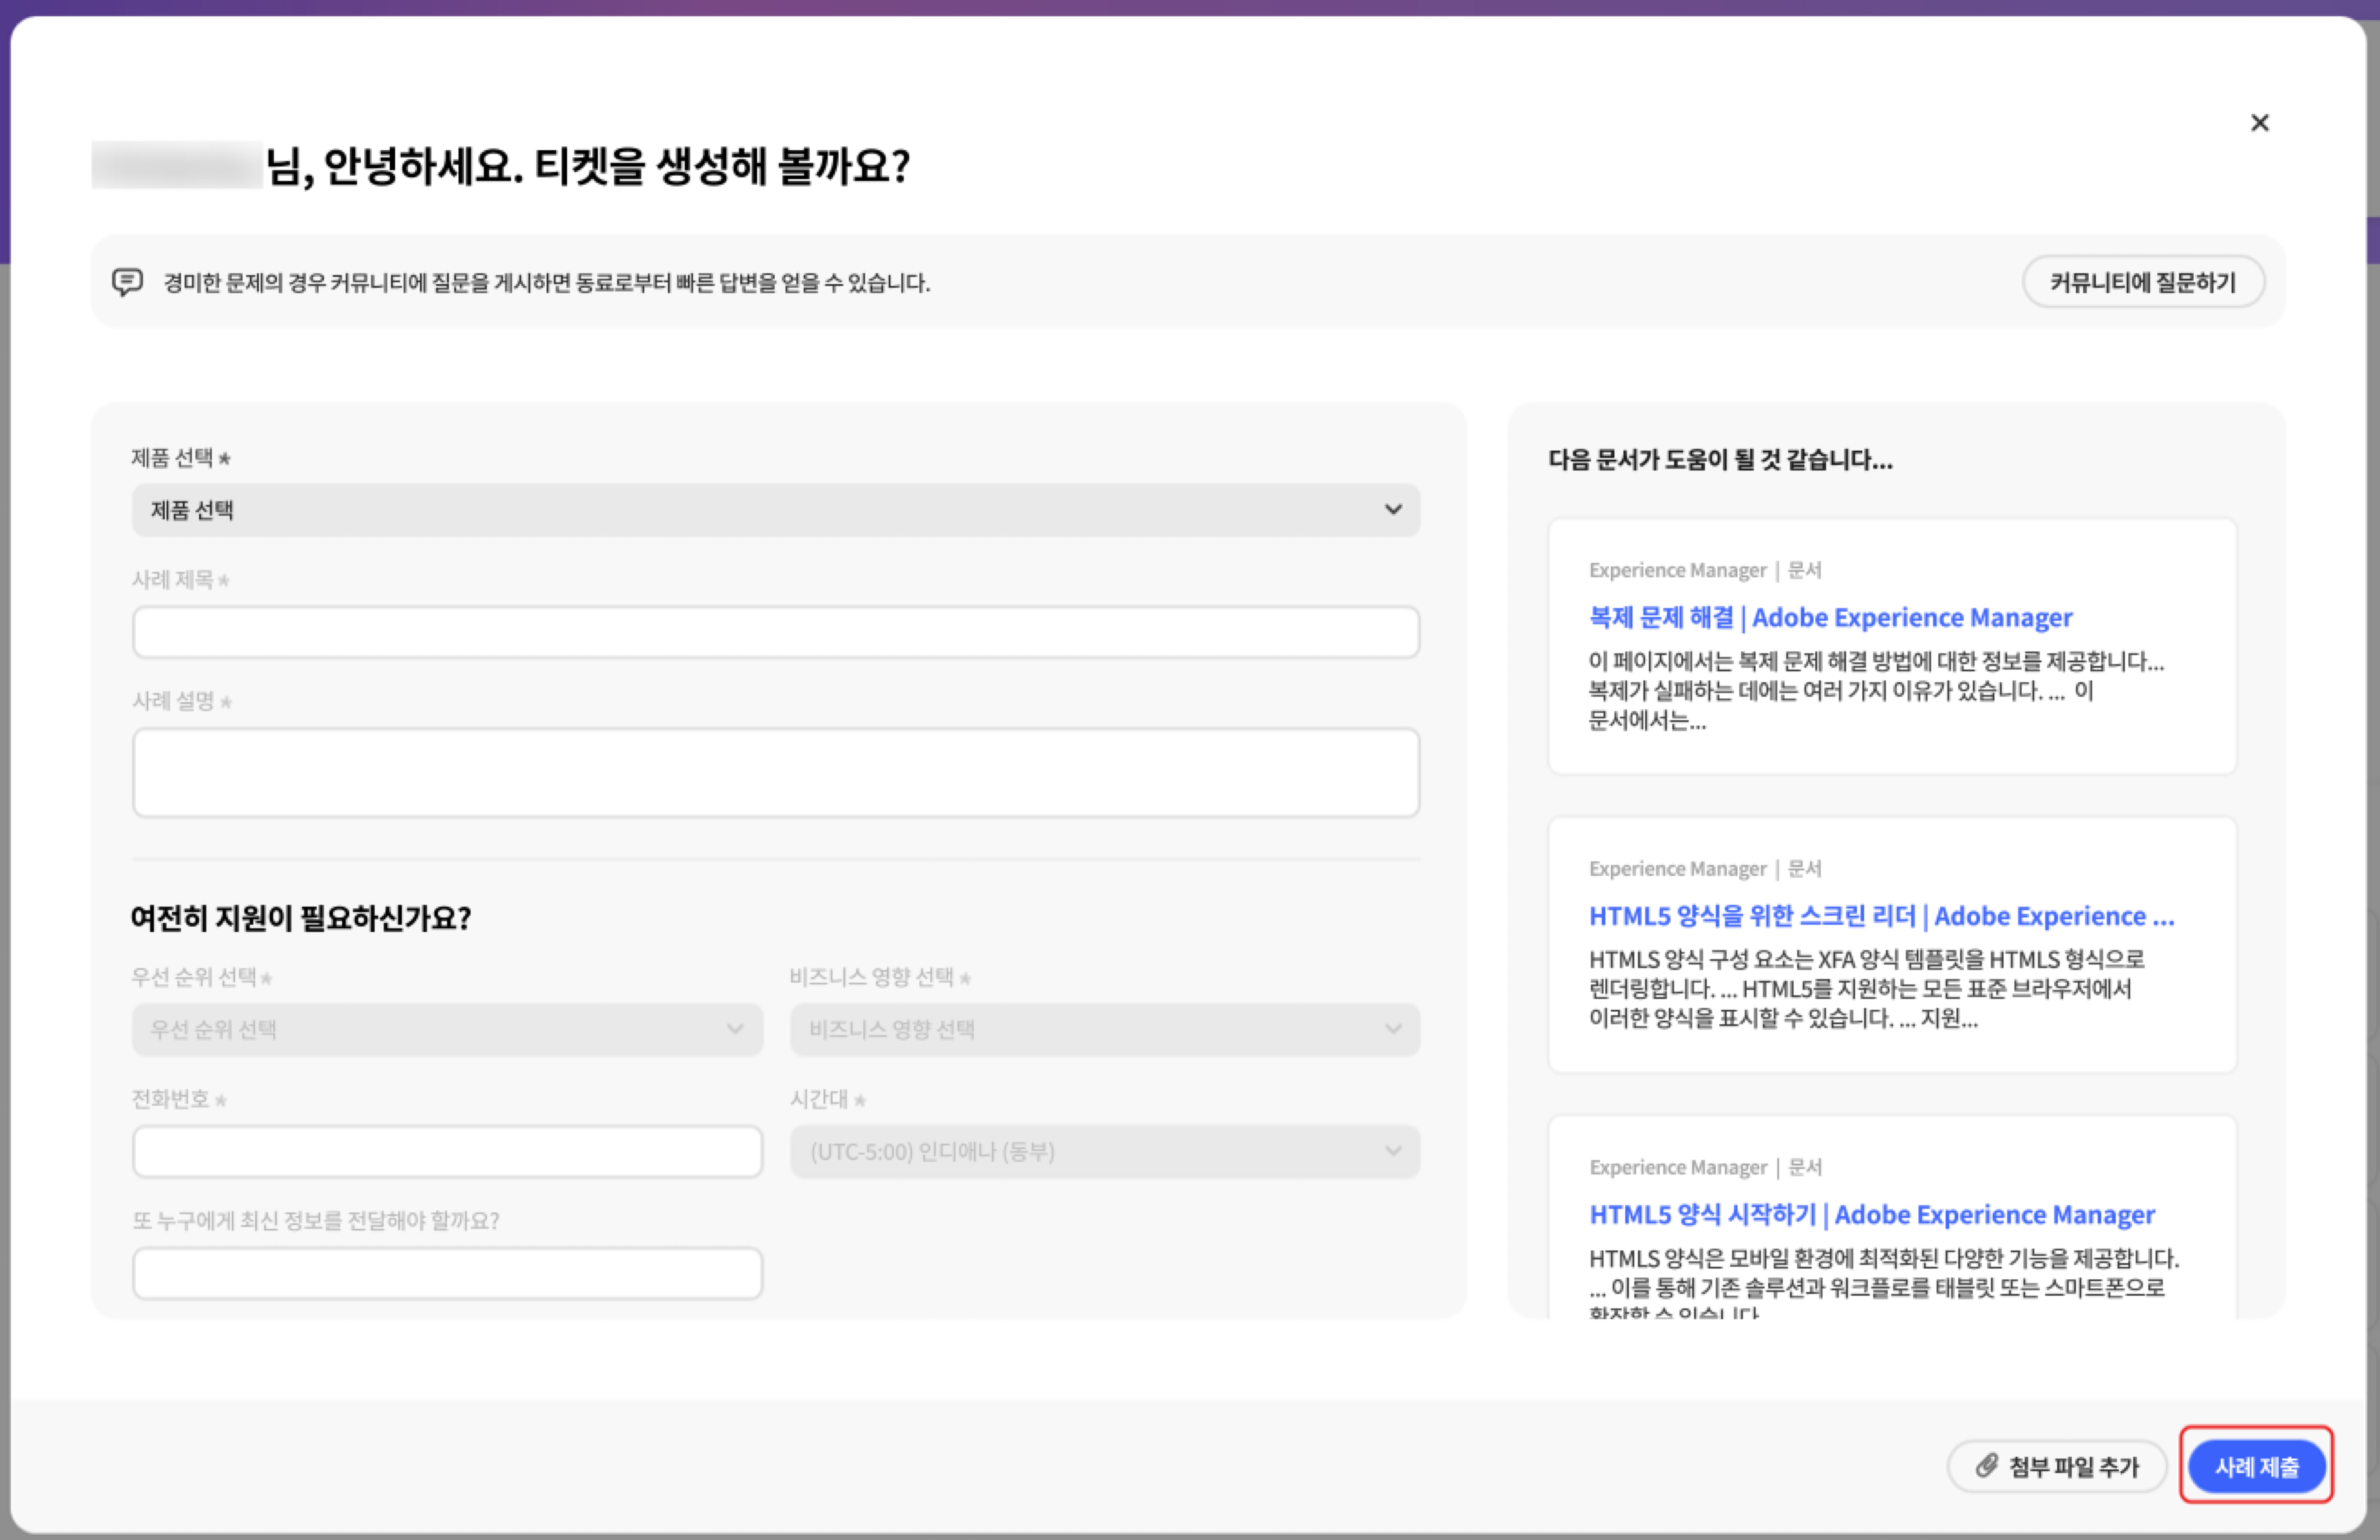 님, 안녕하세요. 티켓을 생성해 볼까요?
경미한 문제의 경우 커뮤니티에 질문을 게시하면 동료로부터 빠른 답변을 얻을 수 있습니다.
커뮤니티에 질문하기
제품 선택 *
제품 선택
사례 제목 *
사례 설명 *
여전히 지원이 필요하신가요?
우선 순위 선택 *
우선 순위 선택
비즈니스 영향 선택 *
비즈니스 영향 선택
전화번호 *
시간대 *
(UTC-5:00) 인디애나 (동부)
또 누구에게 최신 정보를 전달해야 할까요?
다음 문서가 도움이 될 것 같습니다...
Experience Manager | 문서
복제 문제 해결 | Adobe Experience Manager
이 페이지에서는 복제 문제 해결 방법에 대한 정보를 제공합니다...
복제가 실패하는 데에는 여러 가지 이유가 있습니다. ... 이
문서에서는...
Experience Manager | 문서
HTML5 양식을 위한 스크린 리더 | Adobe Experience ...
HTMLS 양식 구성 요소는 XFA 양식 템플릿을 HTMLS 형식으로
렌더링합니다. ... HTML5를 지원하는 모든 표준 브라우저에서
이러한 양식을 표시할 수 있습니다. ... 지원...
Experience Manager | 문서
HTML5 양식 시작하기 | Adobe Experience Manager
HTMLS 양식은 모바일 환경에 최적화된 다양한 기능을 제공합니다.
... 이를 통해 기존 솔루션과 워크플로를 태블릿 또는 스마트폰으로
확장할 수 있습니다
첨부 파일 추가
사례 제출